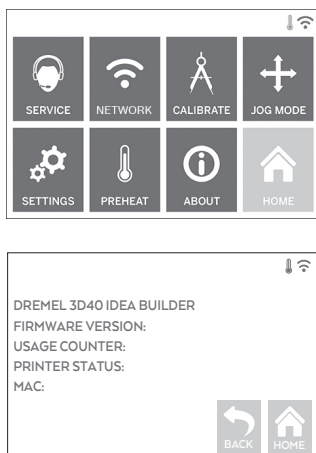 SERVICE NETWORK CALIBRATE JOG MODE
SETTINGS PREHEAT ABOUT HOME
DREMEL 3D40 IDEA BUILDER
FIRMWARE VERSION:
USAGE COUNTER:
PRINTER STATUS:
MAC:
BACK HOME